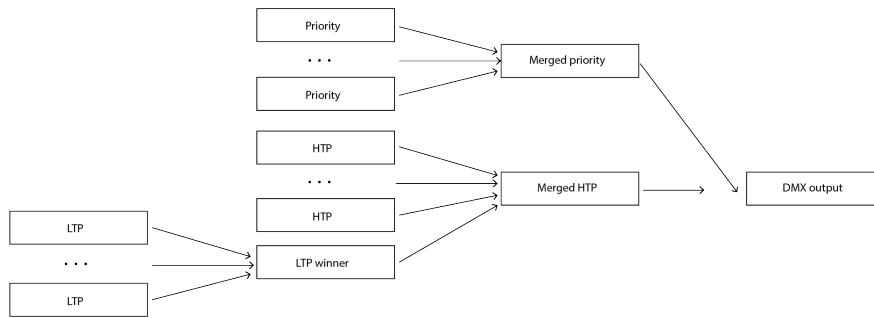 Priority
. . .
Merged priority
Priority
HTP
. . .
Merged HTP
DMX output
HTP
LTP
LTP winner
. . .
LTP